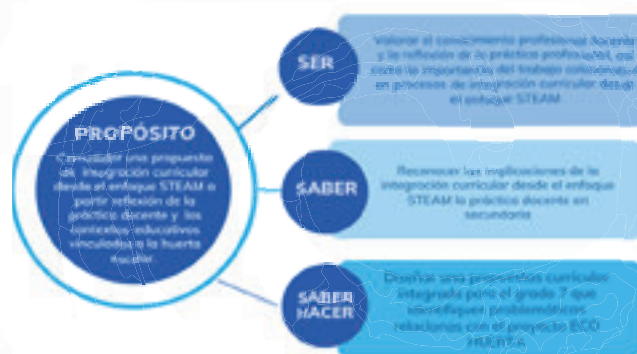 PROPÓSITO
Consolidar una propuesta
de integración curricular
desde el enfoque STEAM a
partir reflexión de la
práctica docente y los
contextos educativos
vinculados a la huerta
escolar.
SER
Valorar el conocimiento profesional docente
y la reflexión de la práctica profesional, así
como la importancia del trabajo colaborativo
en procesos de integración curricular desde
el enfoque STEAM
SABER
Reconocer las implicaciones de la
integración curricular desde el enfoque
STEAM la práctica docente en
secundaria
SABER
HACER
Diseñar una propuestas curricular
integrada para el grado 7 que
identifiquen problemáticas
relacionas con el proyecto ECO
HUERTA